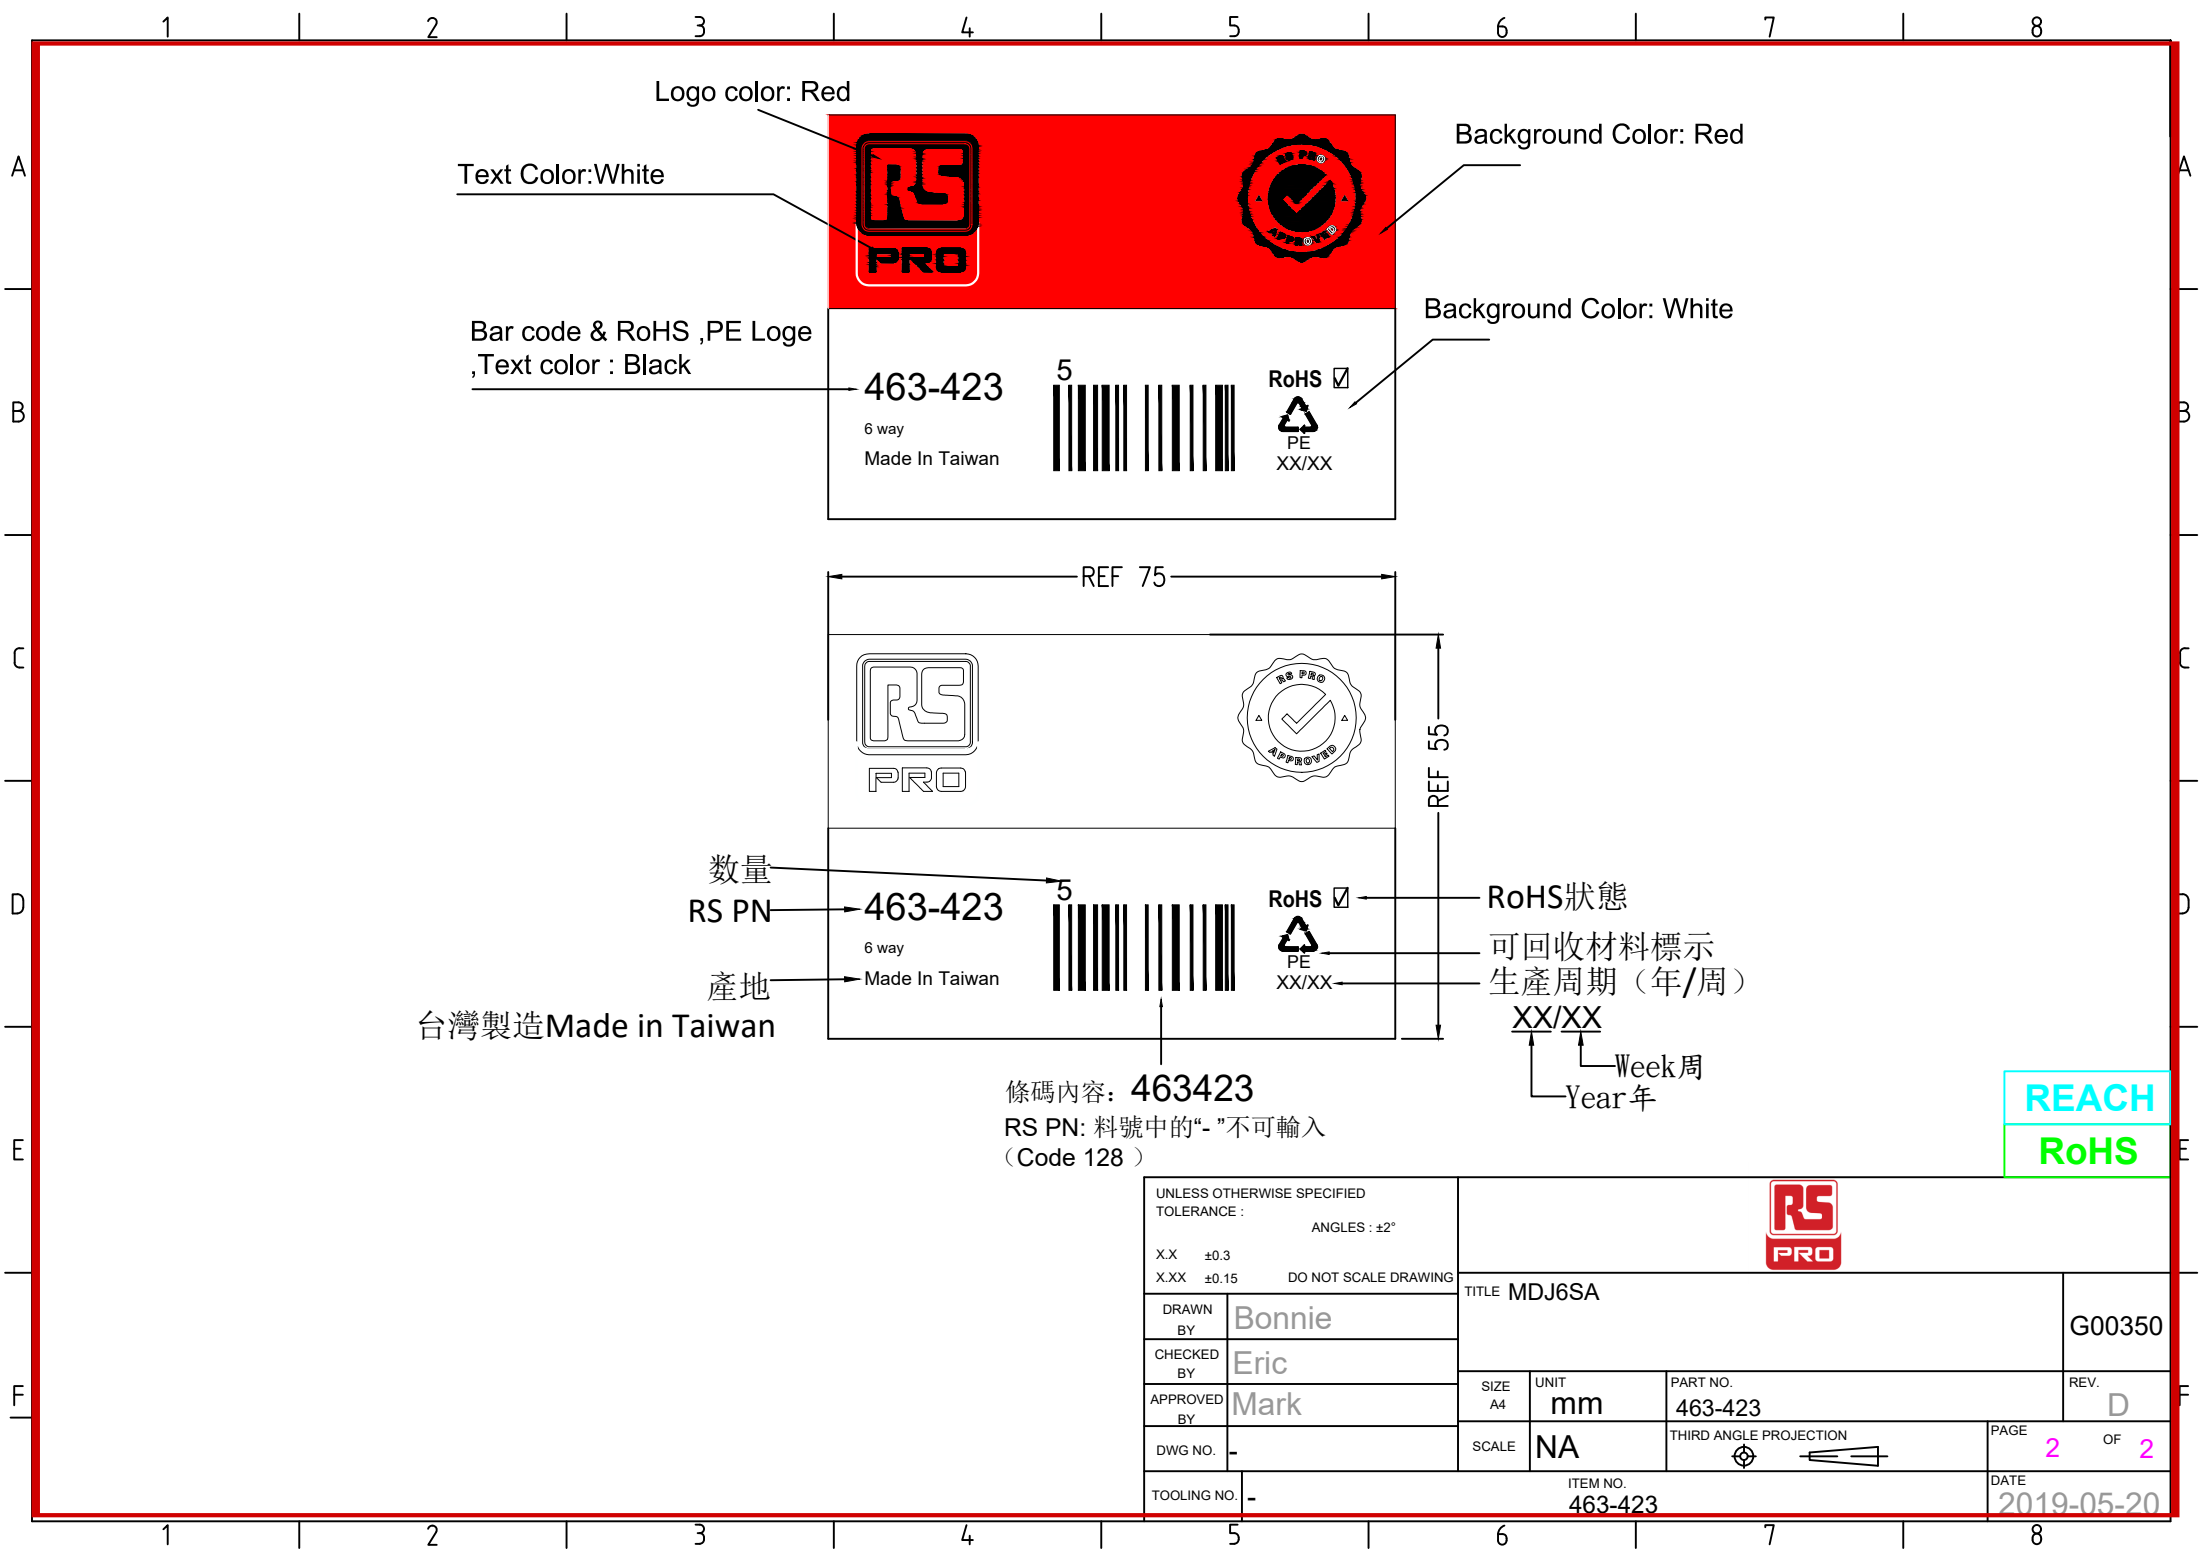 1 2 3 4 5 6 7 8
Logo color: Red
Background Color: Red
A A
Text Color:White
RS
PRO
RS PRO
APPROVED
Background Color: White
Bar code & RoHS ,PE Loge
,Text color : Black
463-423
5
RoHS ☑
B B
6 way
PE
Made In Taiwan
XX/XX
REF 75
C C
RS
PRO
RS PRO
APPROVED
REF 55
数量
5
RS PN
463-423
RoHS ☑
RoHS狀態
D D
6 way
PE
可回收材料標示
產地
Made In Taiwan
XX/XX
生產周期（年/周）
台灣製造Made in Taiwan
XX/XX
Week周
Year年
條碼內容：463423
RS PN: 料號中的“- ”不可輸入
（Code 128 ）
REACH
RoHS
E E
UNLESS OTHERWISE SPECIFIED
TOLERANCE :
ANGLES : ±2°
X.X ±0.3
X.XX ±0.15 DO NOT SCALE DRAWING
RS
PRO
TITLE MDJ6SA
G00350
DRAWN BY Bonnie
CHECKED BY Eric
APPROVED BY Mark
DWG NO. -
F F
SIZE A4
UNIT mm
PART NO. 463-423
REV. D
SCALE NA
THIRD ANGLE PROJECTION
PAGE 2 OF 2
TOOLING NO. -
ITEM NO. 463-423
DATE 2019-05-20
1 2 3 4 5 6 7 8